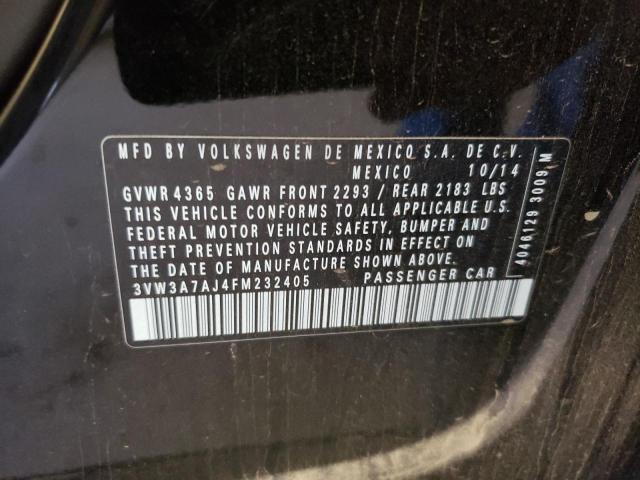 MFD BY VOLKSWAGEN DE MEXICO S.A. DE C.V.
MEXICO 10/14
GVWR 4365 GAWR FRONT 2293 / REAR 2183 LBS
THIS VEHICLE CONFORMS TO ALL APPLICABLE U.S.
FEDERAL MOTOR VEHICLE SAFETY, BUMPER AND
THEFT PREVENTION STANDARDS IN EFFECT ON
THE DATE OF MANUFACTURE SHOWN ABOVE.
3VW3A7AJ4FM232405 PASSENGER CAR
4046129 3009 M